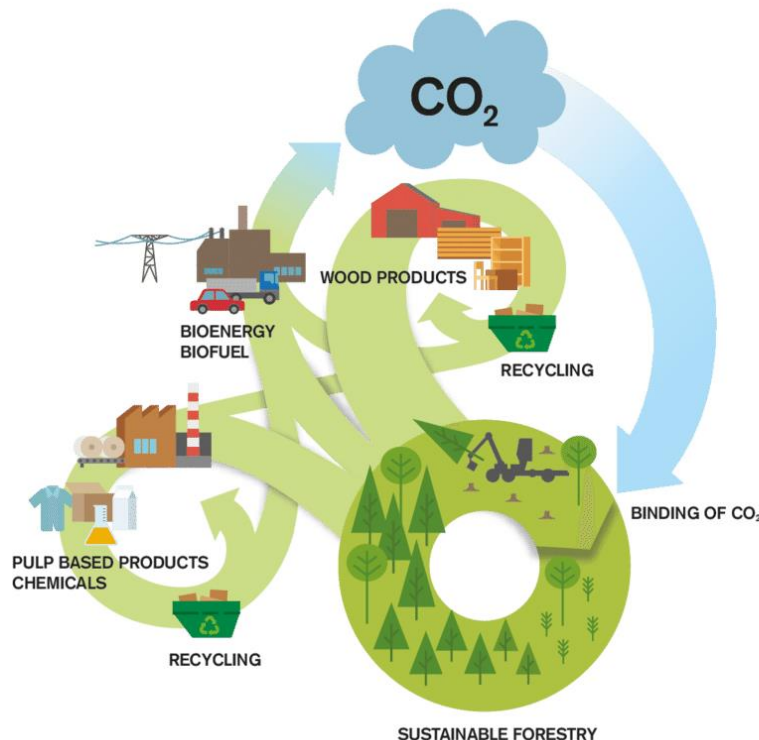 CO₂
WOOD PRODUCTS
BIOENERGY
BIOFUEL
RECYCLING
BINDING OF CO₂
PULP BASED PRODUCTS
CHEMICALS
RECYCLING
SUSTAINABLE FORESTRY